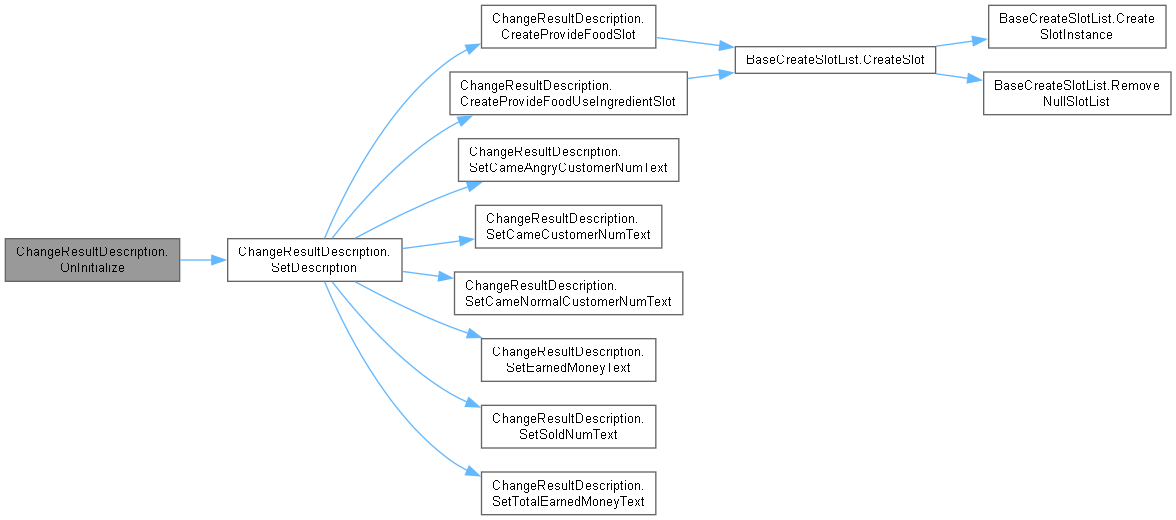 ChangeResultDescription.
OnInitialize
ChangeResultDescription.
SetDescription
ChangeResultDescription.
CreateProvideFoodSlot
ChangeResultDescription.
CreateProvideFoodUseIngredientSlot
ChangeResultDescription.
SetCameAngryCustomerNumText
ChangeResultDescription.
SetCameCustomerNumText
ChangeResultDescription.
SetCameNormalCustomerNumText
ChangeResultDescription.
SetEarnedMoneyText
ChangeResultDescription.
SetSoldNumText
ChangeResultDescription.
SetTotalEarnedMoneyText
BaseCreateSlotList.CreateSlot
BaseCreateSlotList.Create
SlotInstance
BaseCreateSlotList.Remove
NullSlotList